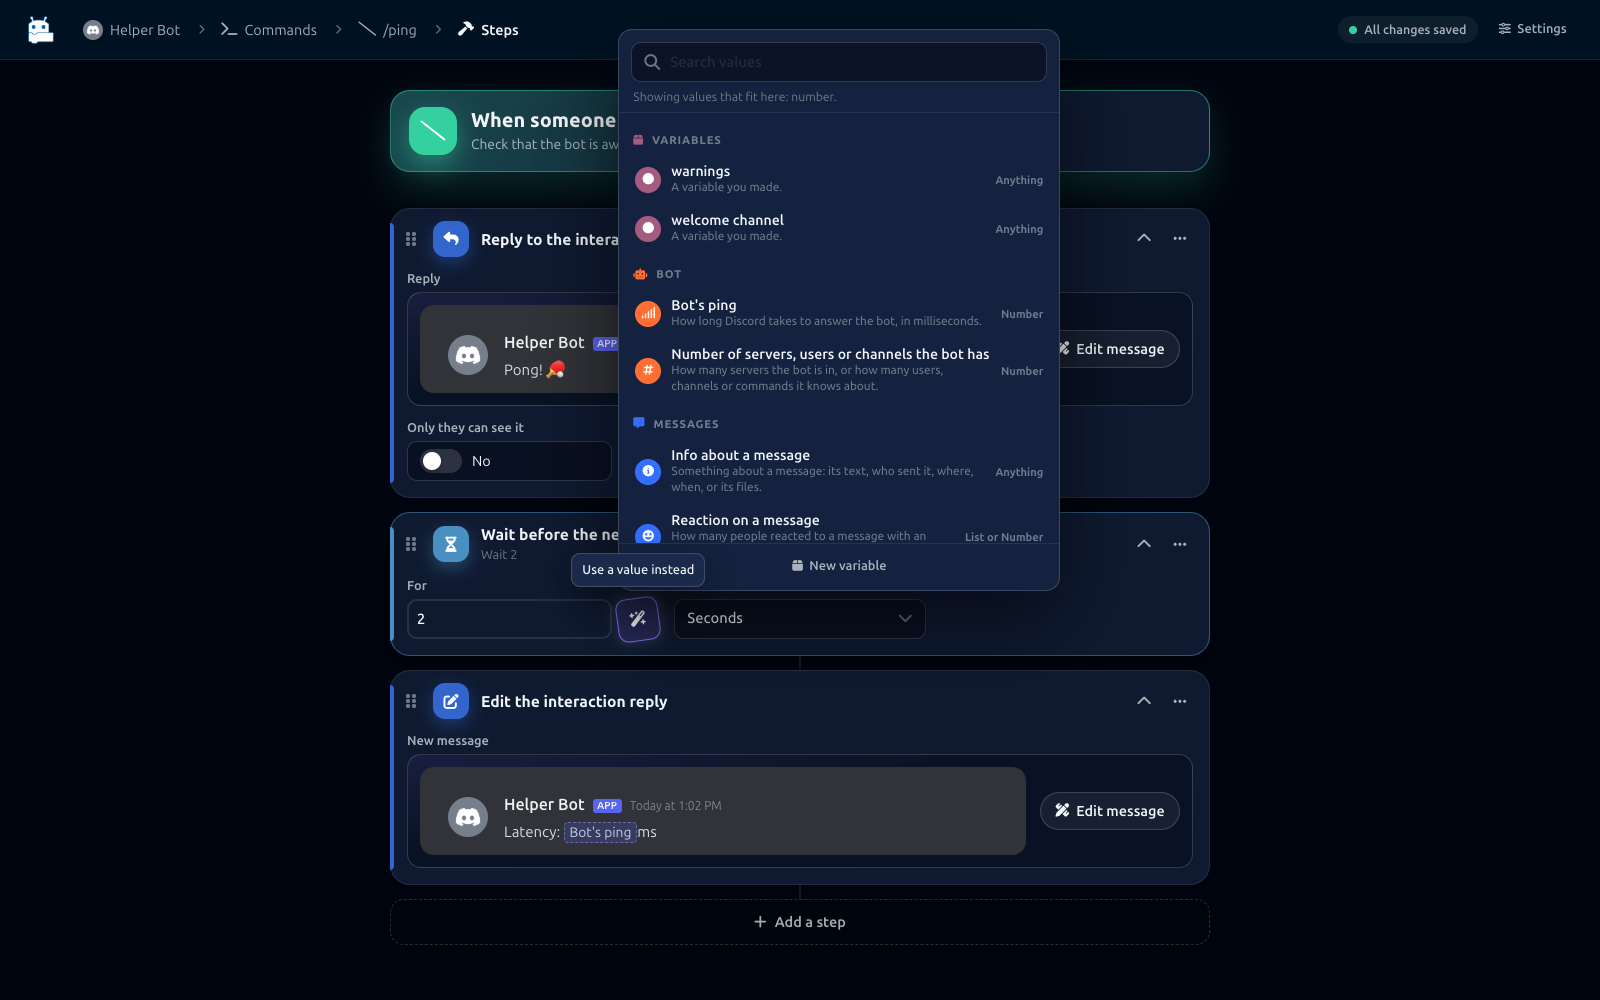 Helper Bot
Commands
/ping
Steps
All changes saved
Settings
Search values
Showing values that fit here: number.
When someone
Check that the bot is aw
VARIABLES
warnings
A variable you made.
Anything
welcome channel
A variable you made.
Anything
BOT
Bot's ping
How long Discord takes to answer the bot, in milliseconds.
Number
Number of servers, users or channels the bot has
How many servers the bot is in, or how many users,
channels or commands it knows about.
Number
MESSAGES
Info about a message
Something about a message: its text, who sent it, where,
when, or its files.
Anything
Reaction on a message
How many people reacted to a message with an
List or Number
New variable
Reply to the intera
Reply
Helper Bot APP
Pong!
Edit message
Only they can see it
No
Wait before the ne
Wait 2
Use a value instead
For
2
Seconds
Edit the interaction reply
New message
Helper Bot APP Today at 1:02 PM
Latency: Bot's ping ms
Edit message
+ Add a step